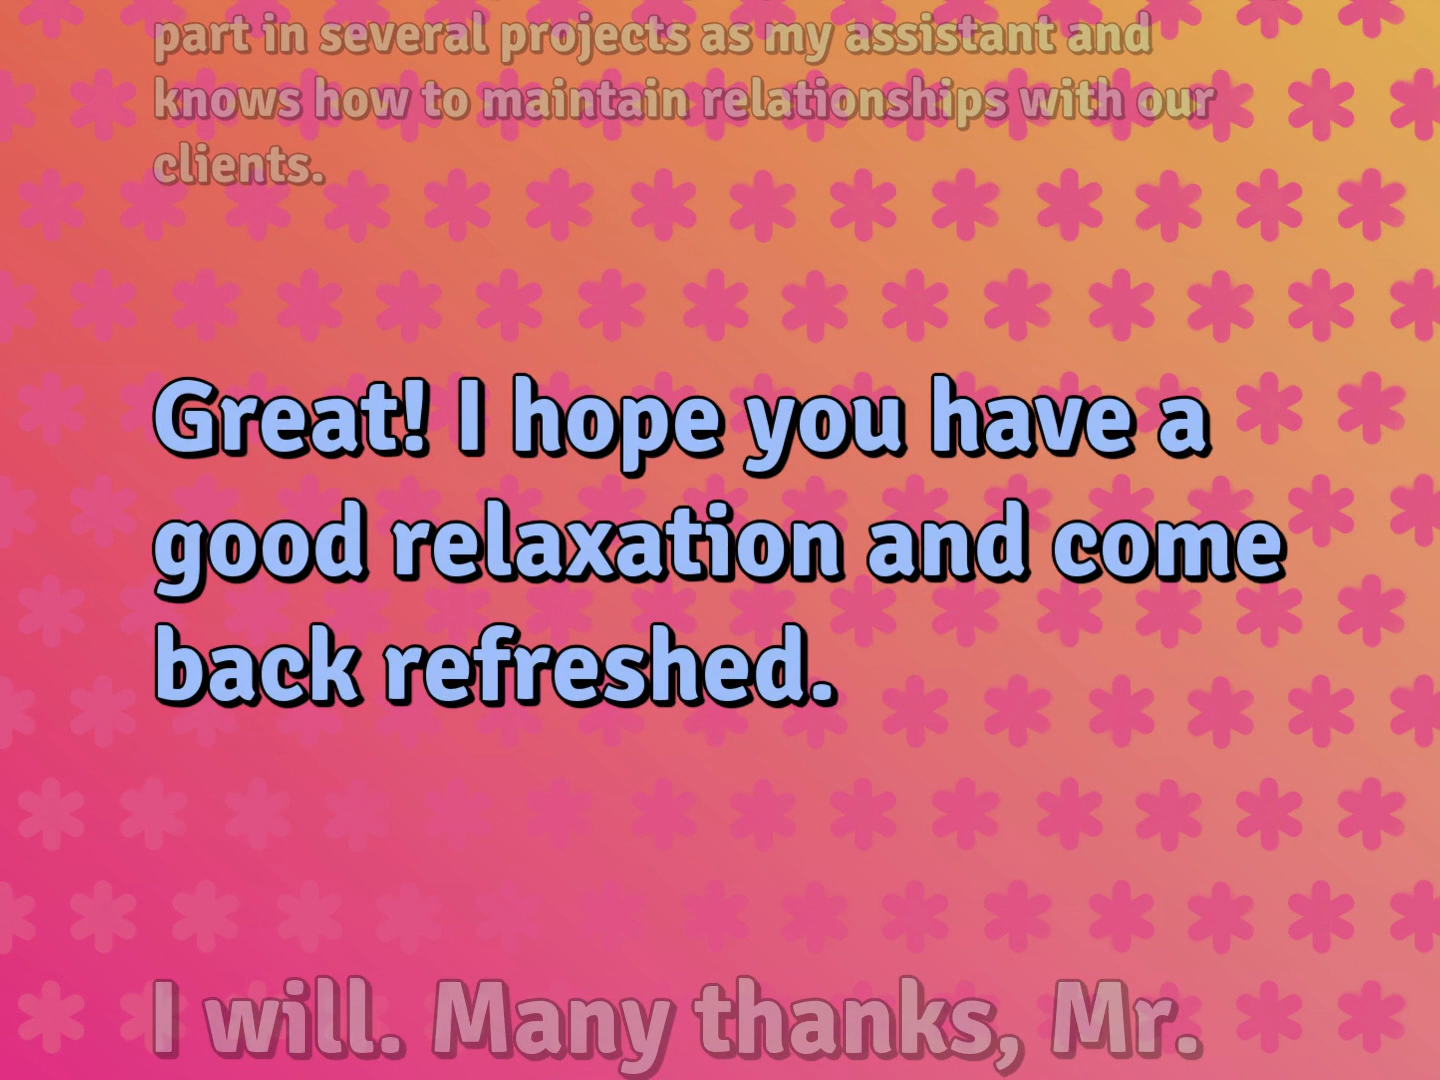 part in several projects as my assistant and
knows how to maintain relationships with our
clients.
Great! I hope you have a
good relaxation and come
back refreshed.
I will. Many thanks, Mr.